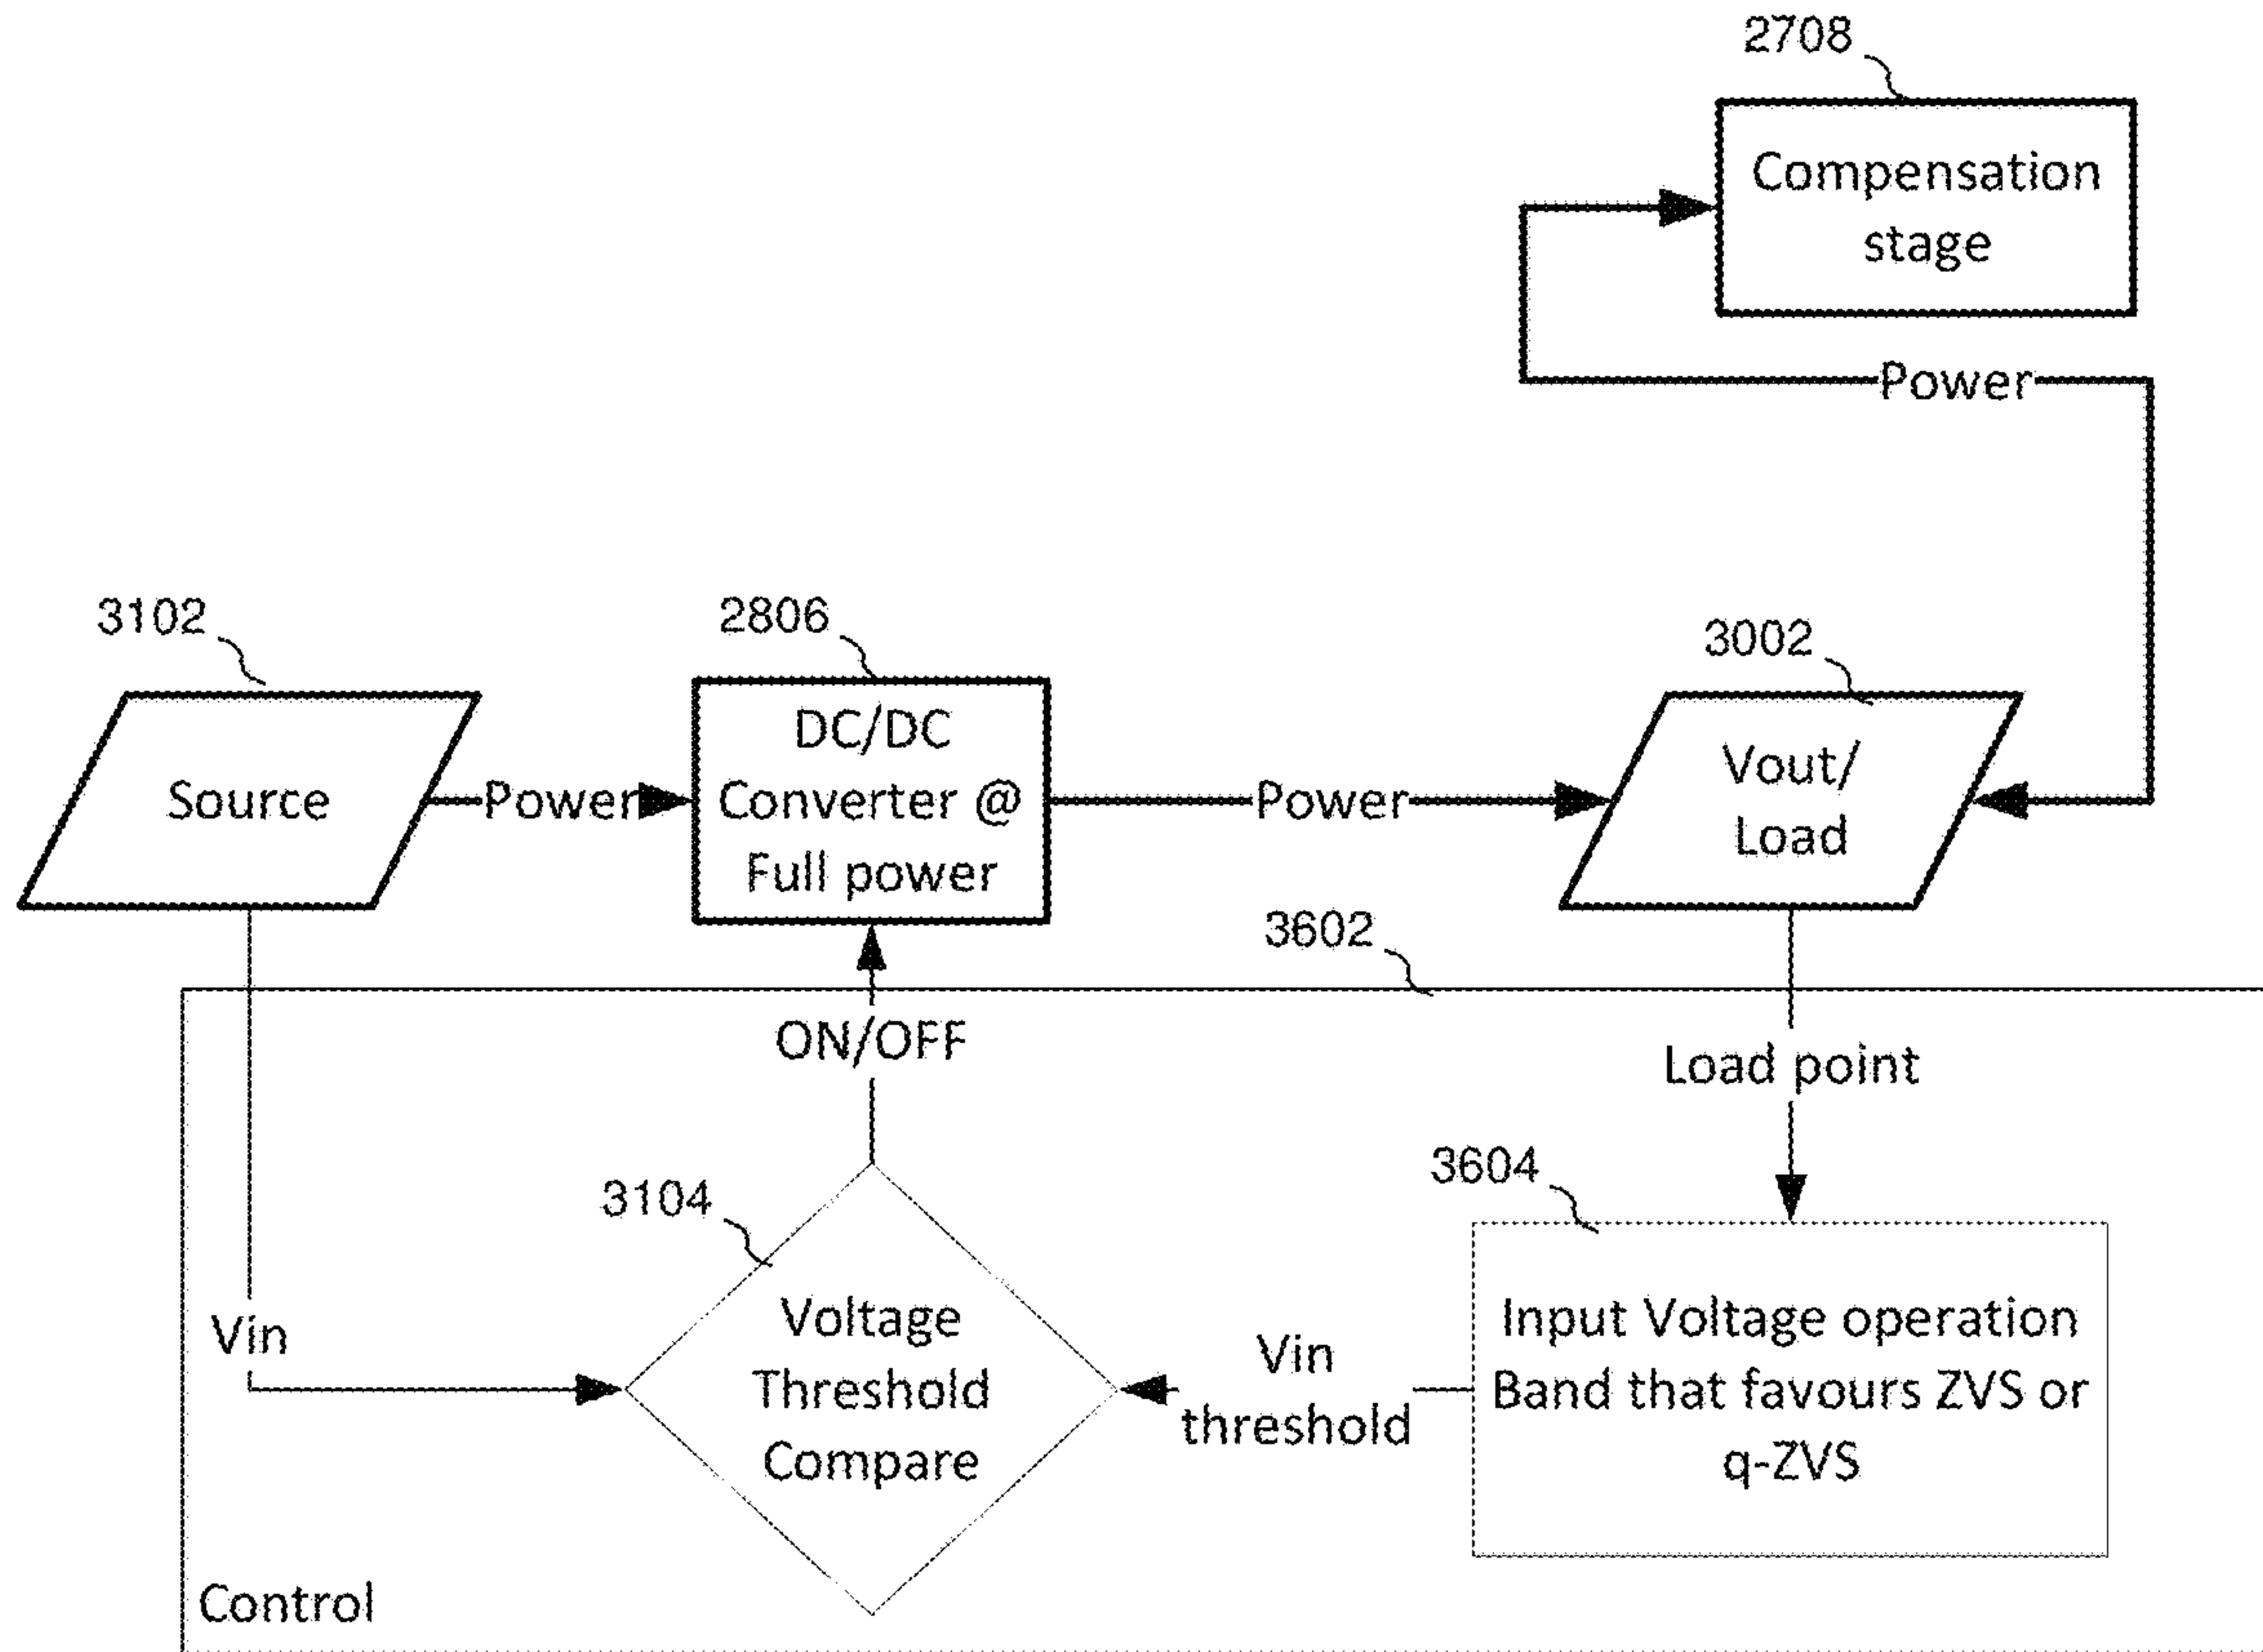 2708
Compensation
stage
Power
3102
2806
3002
Source
Power
DC/DC
Converter @
Full power
Power
Vout/
Load
3602
ON/OFF
Load point
3104
3604
Vin
Voltage
Threshold
Compare
Vin
threshold
Input Voltage operation
Band that favours ZVS or
q-ZVS
Control